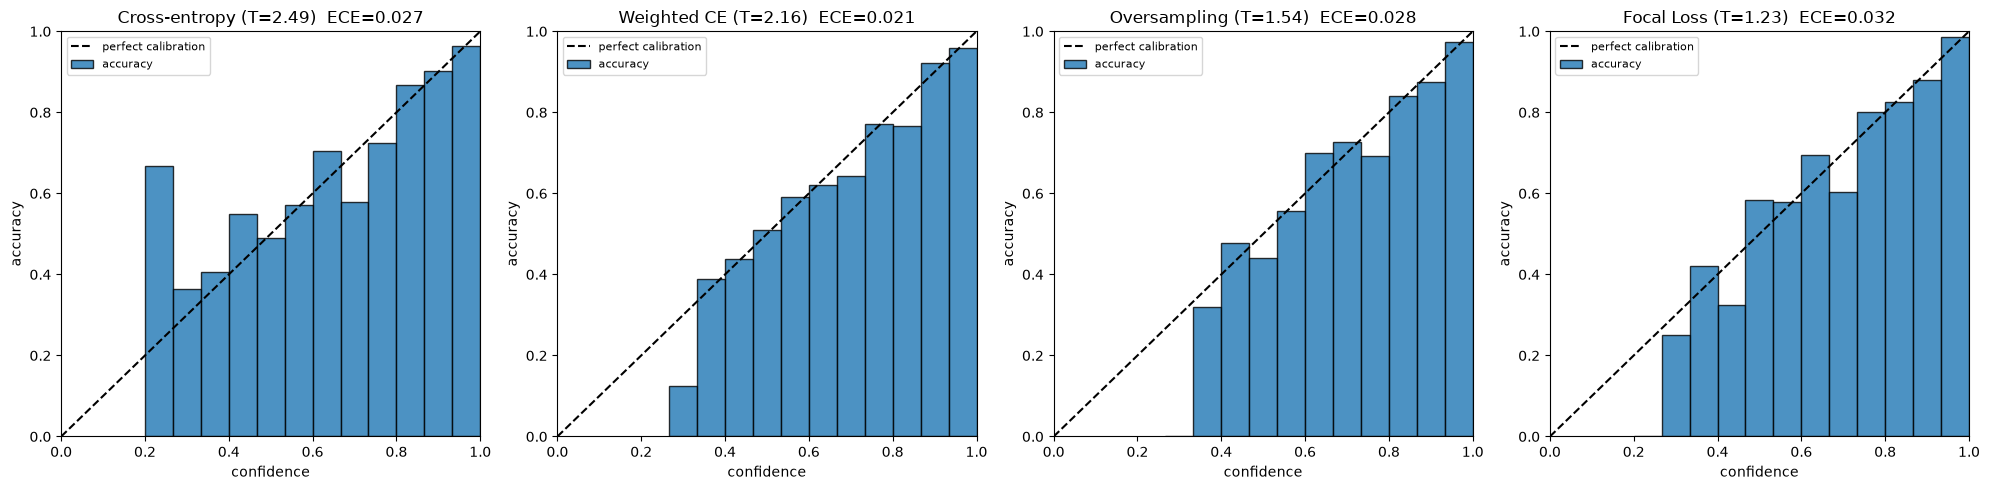 Cross-entropy (T=2.49)  ECE=0.027
perfect calibration
accuracy
accuracy
1.0
0.8
0.6
0.4
0.2
0.0
0.0 0.2 0.4 0.6 0.8 1.0
confidence
Weighted CE (T=2.16)  ECE=0.021
perfect calibration
accuracy
accuracy
1.0
0.8
0.6
0.4
0.2
0.0
0.0 0.2 0.4 0.6 0.8 1.0
confidence
Oversampling (T=1.54)  ECE=0.028
perfect calibration
accuracy
accuracy
1.0
0.8
0.6
0.4
0.2
0.0
0.0 0.2 0.4 0.6 0.8 1.0
confidence
Focal Loss (T=1.23)  ECE=0.032
perfect calibration
accuracy
accuracy
1.0
0.8
0.6
0.4
0.2
0.0
0.0 0.2 0.4 0.6 0.8 1.0
confidence